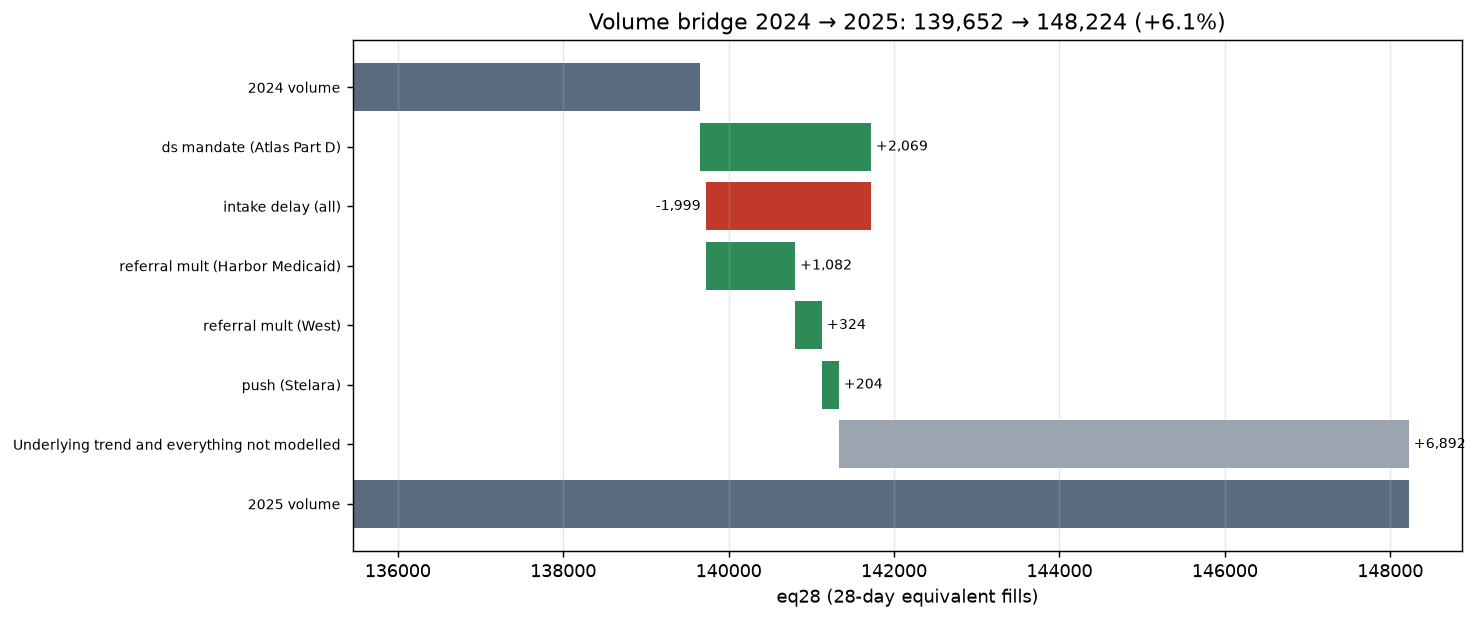 Volume bridge 2024 → 2025: 139,652 → 148,224 (+6.1%)
2024 volume
ds mandate (Atlas Part D)
+2,069
intake delay (all)
-1,999
referral mult (Harbor Medicaid)
+1,082
referral mult (West)
+324
push (Stelara)
+204
Underlying trend and everything not modelled
+6,892
2025 volume
136000
138000
140000
142000
144000
146000
148000
eq28 (28-day equivalent fills)